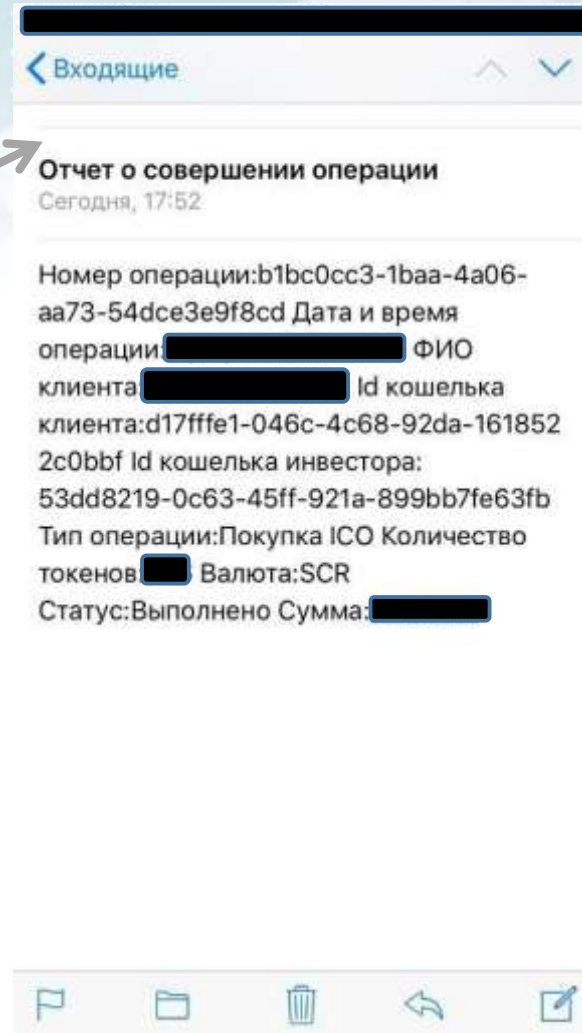 Входящие
Отчет о совершении операции
Сегодня, 17:52
Номер операции:b1bc0cc3-1baa-4a06-
aa73-54dce3e9f8cd Дата и время
операции: ФИО
клиента: Id кошелька
клиента:d17fffe1-046c-4c68-92da-161852
2c0bbf Id кошелька инвестора:
53dd8219-0c63-45ff-921a-899bb7fe63fb
Тип операции:Покупка ICO Количество
токенов: Валюта:SCR
Статус:Выполнено Сумма: